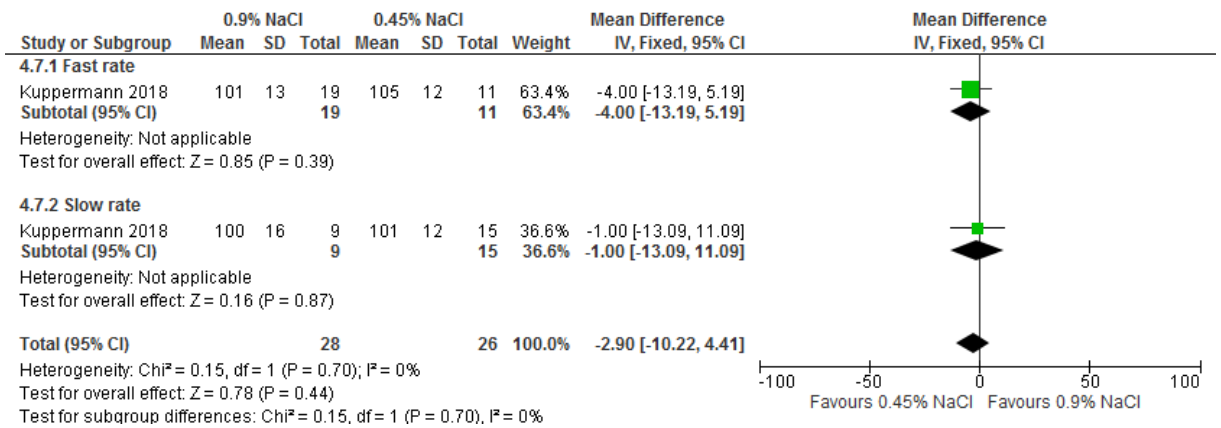 0.9% NaCl 0.45% NaCl Mean Difference Mean Difference
Study or Subgroup Mean SD Total Mean SD Total Weight IV, Fixed, 95% CI IV, Fixed, 95% CI
4.7.1 Fast rate
Kuppermann 2018 101 13 19 105 12 11 63.4% -4.00 [-13.19, 5.19]
Subtotal (95% CI) 19 11 63.4% -4.00 [-13.19, 5.19]
Heterogeneity: Not applicable
Test for overall effect: Z = 0.85 (P = 0.39)
4.7.2 Slow rate
Kuppermann 2018 100 16 9 101 12 15 36.6% -1.00 [-13.09, 11.09]
Subtotal (95% CI) 9 15 36.6% -1.00 [-13.09, 11.09]
Heterogeneity: Not applicable
Test for overall effect: Z = 0.16 (P = 0.87)
Total (95% CI) 28 26 100.0% -2.90 [-10.22, 4.41]
Heterogeneity: Chi² = 0.15, df = 1 (P = 0.70); I² = 0%
Test for overall effect: Z = 0.78 (P = 0.44)
Test for subgroup differences: Chi² = 0.15, df = 1 (P = 0.70), I² = 0%
-100 -50 0 50 100
Favours 0.45% NaCl Favours 0.9% NaCl